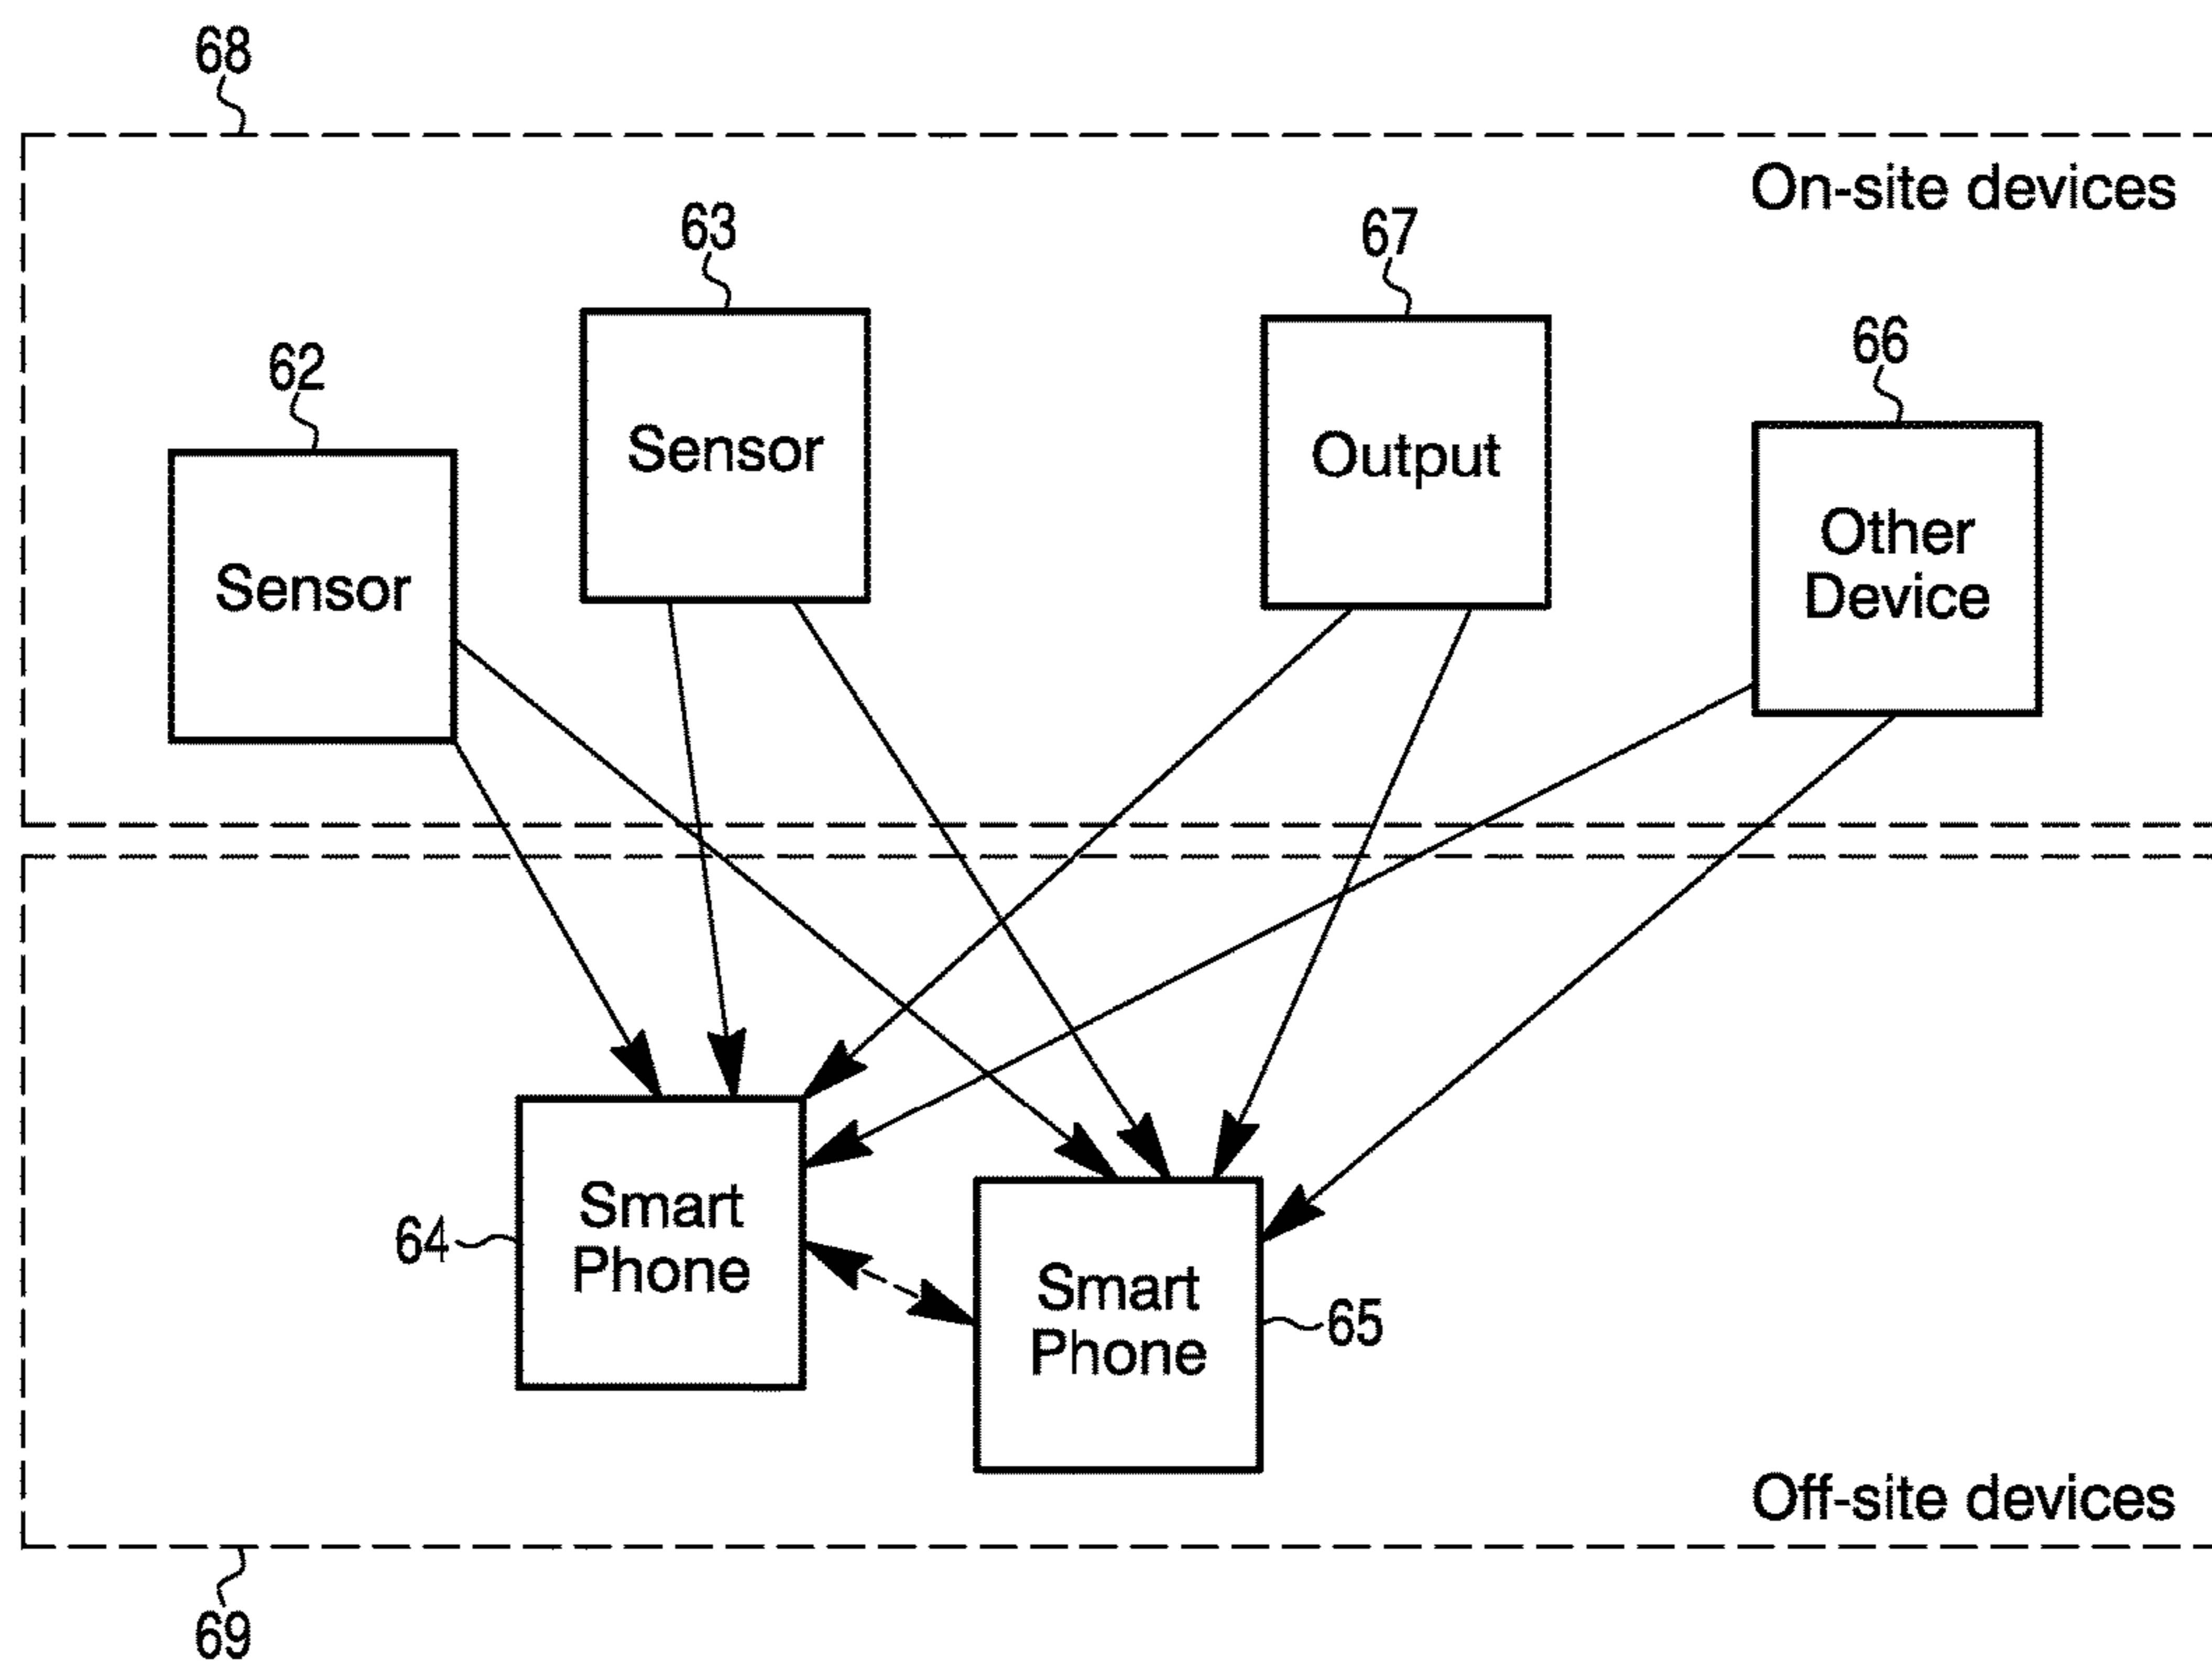 68
On-site devices
63
67
66
62
Sensor
Output
Other
Device
Sensor
Smart
Phone
64
Smart
Phone
65
Off-site devices
69